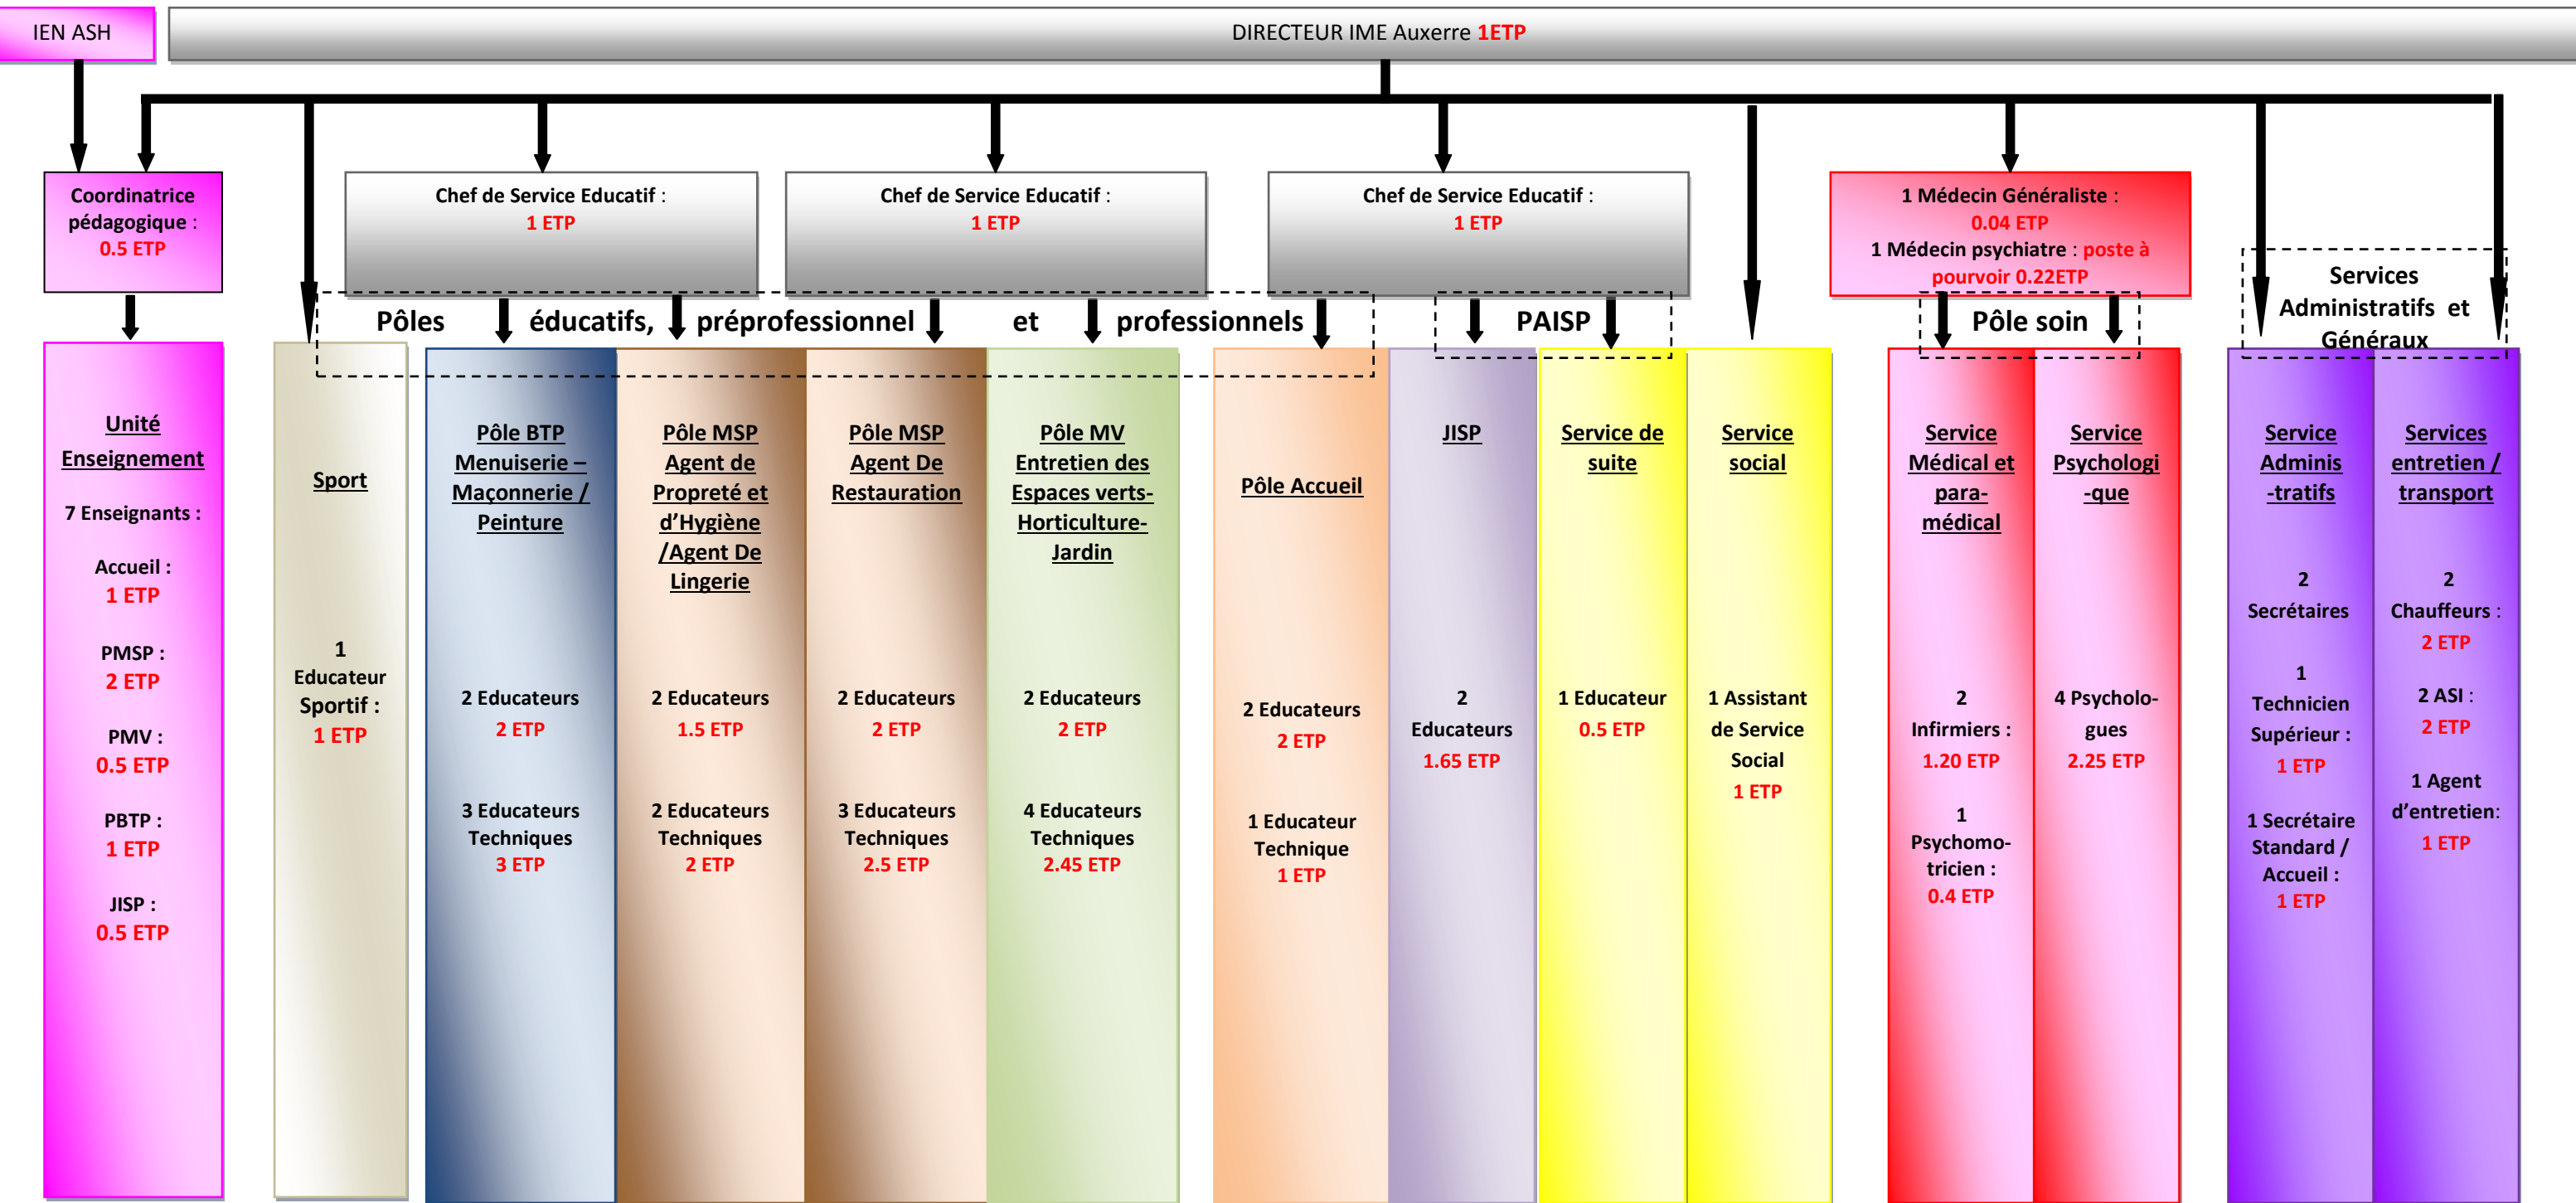 IEN ASH
DIRECTEUR IME Auxerre 1ETP
Coordinatrice
pédagogique :
0.5 ETP
Chef de Service Educatif :
1 ETP
Chef de Service Educatif :
1 ETP
Chef de Service Educatif :
1 ETP
1 Médecin Généraliste :
0.04 ETP
1 Médecin psychiatre : poste à
pourvoir 0.22ETP
Pôles éducatifs, préprofessionnel et professionnels
PAISP
Pôle soin
Services
Administratifs et
Généraux
Unité
Enseignement
7 Enseignants :
Accueil :
1 ETP
PMSP :
2 ETP
PMV :
0.5 ETP
PBTP :
1 ETP
JISP :
0.5 ETP
Sport
1
Educateur
Sportif :
1 ETP
Pôle BTP
Menuiserie –
Maçonnerie /
Peinture
2 Educateurs
2 ETP
3 Educateurs
Techniques
3 ETP
Pôle MSP
Agent de
Propreté et
d’Hygiène
/Agent De
Lingerie
2 Educateurs
1.5 ETP
2 Educateurs
Techniques
2 ETP
Pôle MSP
Agent De
Restauration
2 Educateurs
2 ETP
3 Educateurs
Techniques
2.5 ETP
Pôle MV
Entretien des
Espaces verts-
Horticulture-
Jardin
2 Educateurs
2 ETP
4 Educateurs
Techniques
2.45 ETP
Pôle Accueil
2 Educateurs
2 ETP
1 Educateur
Technique
1 ETP
JISP
2
Educateurs
1.65 ETP
Service de
suite
1 Educateur
0.5 ETP
Service
social
1 Assistant
de Service
Social
1 ETP
Service
Médical et
para-
médical
2
Infirmiers :
1.20 ETP
1
Psychomo-
tricien :
0.4 ETP
Service
Psychologi
-que
4 Psycholo-
gues
2.25 ETP
Service
Adminis
-tratifs
2
Secrétaires
1
Technicien
Supérieur :
1 ETP
1 Secrétaire
Standard /
Accueil :
1 ETP
Services
entretien /
transport
2
Chauffeurs :
2 ETP
2 ASI :
2 ETP
1 Agent
d’entretien:
1 ETP